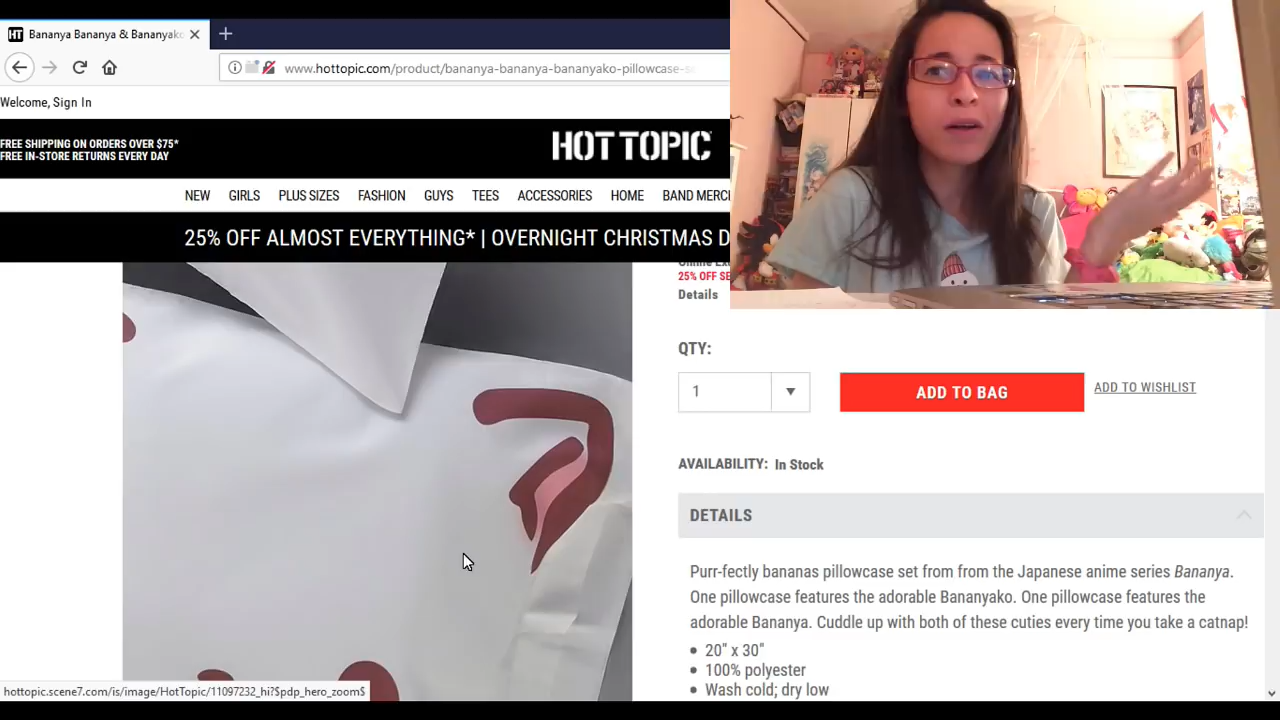 HT Bananya Bananya & Bananyako
www.hottopic.com/product/bananya-bananya-bananyako-pillowcase-s
Welcome, Sign In
FREE SHIPPING ON ORDERS OVER $75*
FREE IN-STORE RETURNS EVERY DAY
HOT TOPIC
NEW GIRLS PLUS SIZES FASHION GUYS TEES ACCESSORIES HOME BAND MERC
25% OFF ALMOST EVERYTHING* | OVERNIGHT CHRISTMAS D
25% OFF SE
Details
QTY:
1
ADD TO BAG
ADD TO WISHLIST
AVAILABILITY: In Stock
DETAILS
Purr-fectly bananas pillowcase set from from the Japanese anime series Bananya.
One pillowcase features the adorable Bananyako. One pillowcase features the
adorable Bananya. Cuddle up with both of these cuties every time you take a catnap!
20" x 30"
100% polyester
Wash cold; dry low
hottopic.scene7.com/is/image/HotTopic/11097232_hi?$pdp_hero_zoom$